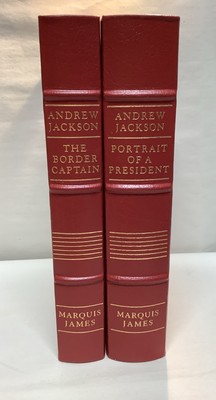 ANDREW
JACKSON
THE
BORDER
CAPTAIN
MARQUIS
JAMES
ANDREW
JACKSON
PORTRAIT
OF A
PRESIDENT
MARQUIS
JAMES